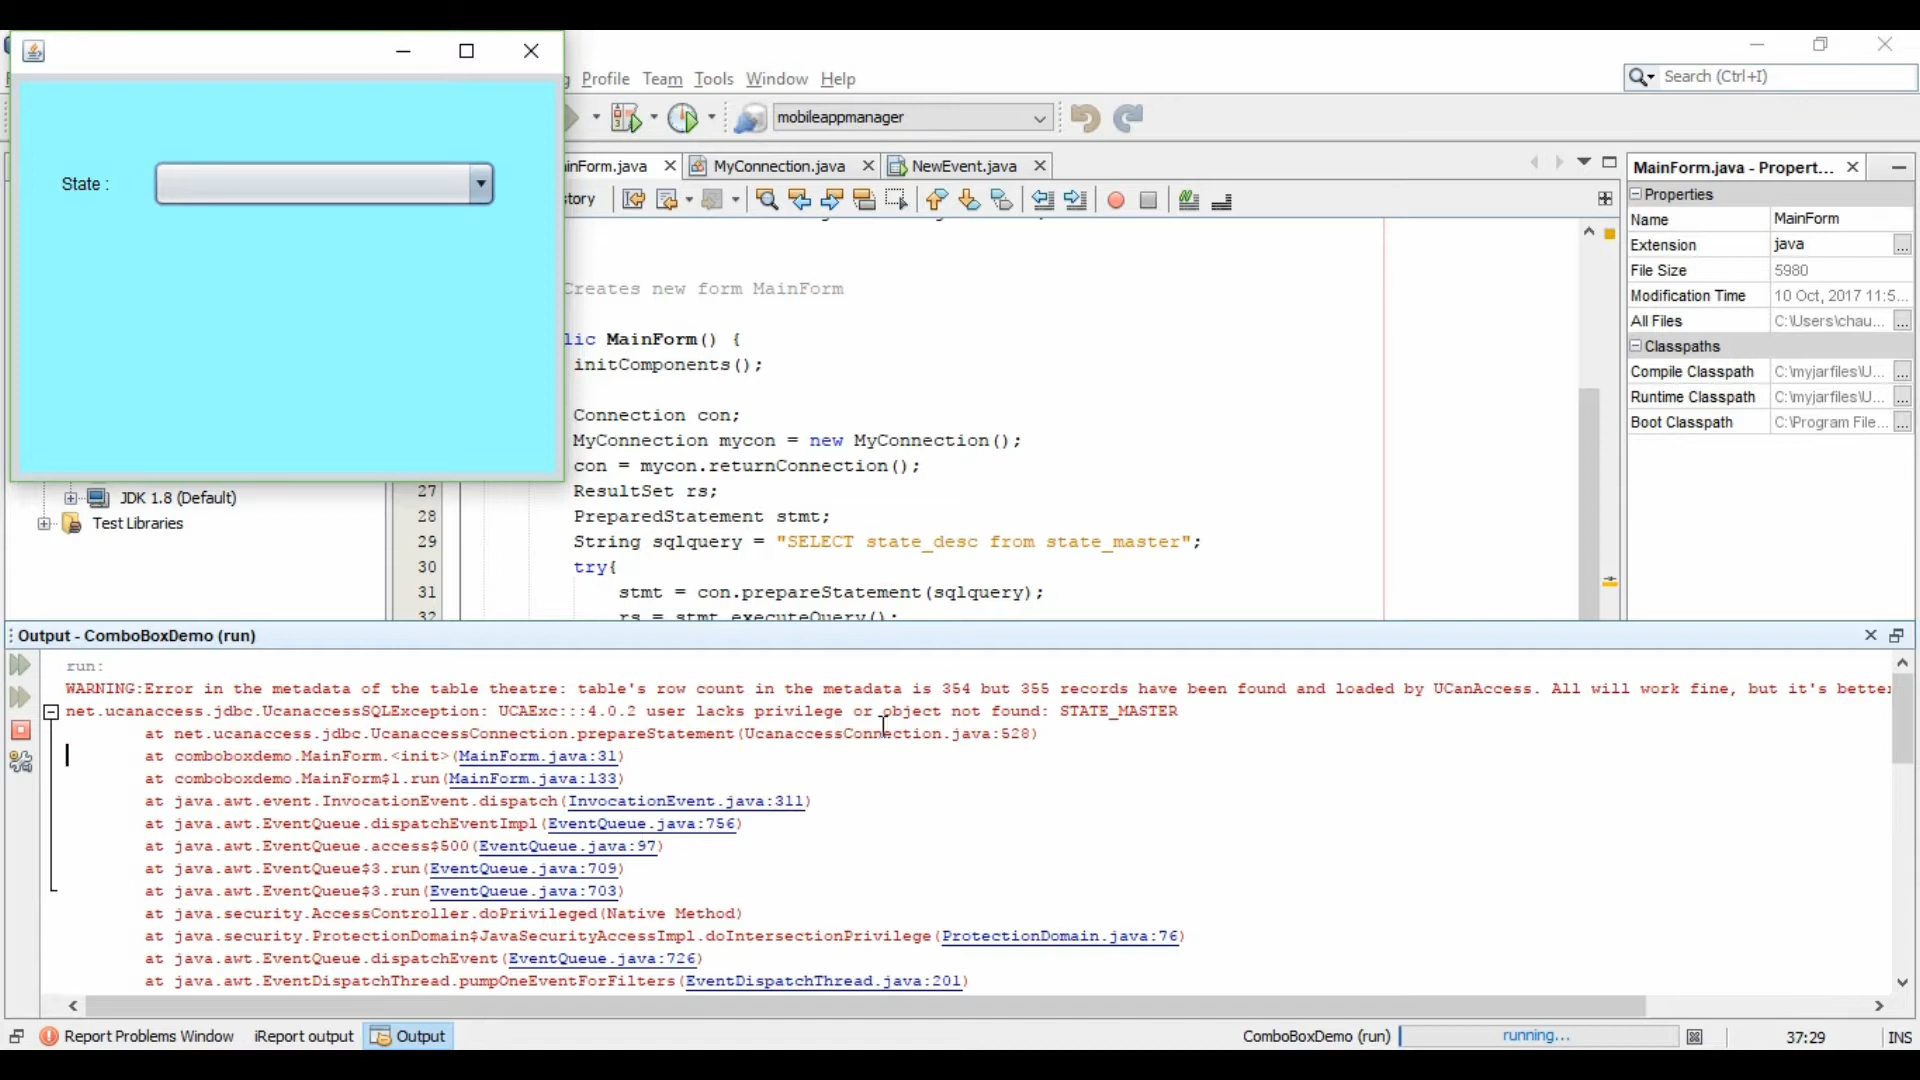 Profile Team Tools Window Help
Search (Ctrl+I)
mobileappmanager
State :
inForm.java MyConnection.java NewEvent.java
MainForm.java - Propert...
story
Properties
Name MainForm
Extension java ...
File Size 5980
Modification Time 10 Oct, 2017 11:5...
All Files C:\Users\chau... ...
Classpaths
Compile Classpath C:\myjarfiles\U... ...
Runtime Classpath C:\myjarfiles\U... ...
Boot Classpath C:\Program File... ...
Creates new form MainForm
lic MainForm() {
initComponents();
Connection con;
MyConnection mycon = new MyConnection();
con = mycon.returnConnection();
27 ResultSet rs;
28 PreparedStatement stmt;
29 String sqlquery = "SELECT state_desc from state_master";
30 try{
31 stmt = con.prepareStatement(sqlquery);
32 rs = stmt.executeQuery();
JDK 1.8 (Default)
Test Libraries
Output - ComboBoxDemo (run)
run:
WARNING:Error in the metadata of the table theatre: table's row count in the metadata is 354 but 355 records have been found and loaded by UCanAccess. All will work fine, but it's better
net.ucanaccess.jdbc.UcanaccessSQLException: UCAExc:::4.0.2 user lacks privilege or object not found: STATE_MASTER
at net.ucanaccess.jdbc.UcanaccessConnection.prepareStatement(UcanaccessConnection.java:528)
at comboboxdemo.MainForm.<init>(MainForm.java:31)
at comboboxdemo.MainForm$1.run(MainForm.java:133)
at java.awt.event.InvocationEvent.dispatch(InvocationEvent.java:311)
at java.awt.EventQueue.dispatchEventImpl(EventQueue.java:756)
at java.awt.EventQueue.access$500(EventQueue.java:97)
at java.awt.EventQueue$3.run(EventQueue.java:709)
at java.awt.EventQueue$3.run(EventQueue.java:703)
at java.security.AccessController.doPrivileged(Native Method)
at java.security.ProtectionDomain$JavaSecurityAccessImpl.doIntersectionPrivilege(ProtectionDomain.java:76)
at java.awt.EventQueue.dispatchEvent(EventQueue.java:726)
at java.awt.EventDispatchThread.pumpOneEventForFilters(EventDispatchThread.java:201)
Report Problems Window iReport output Output
ComboBoxDemo (run) running... 37:29 INS